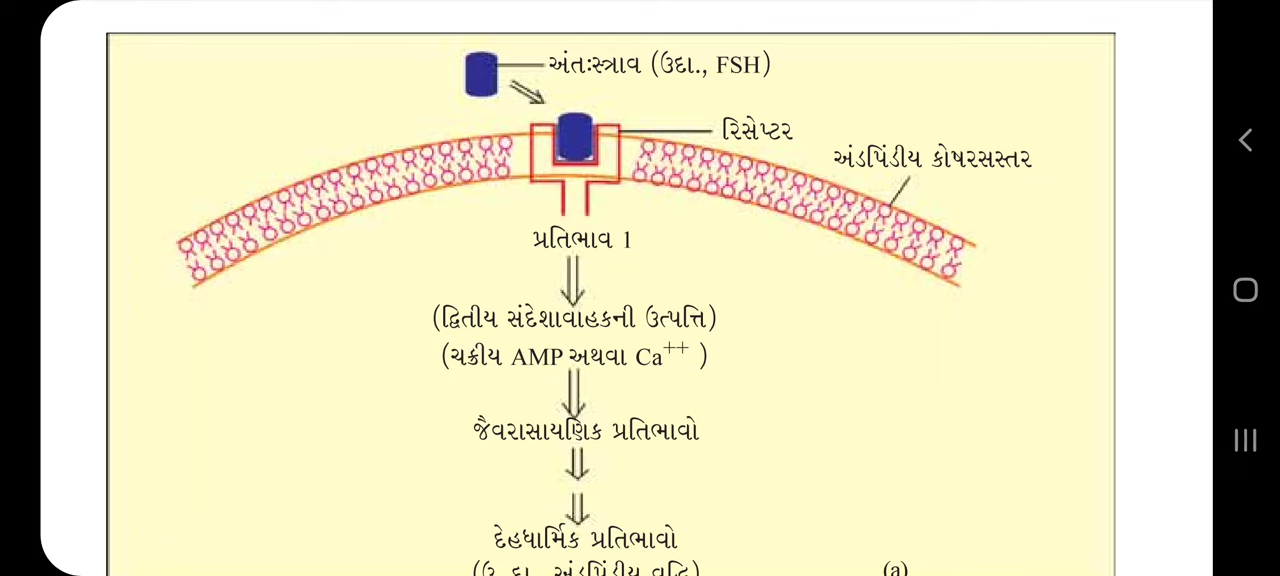 અંતઃસ્ત્રાવ (ઉદા., FSH)
રિસેપ્ટર
અંડપિંડીય કોષરસસ્તર
પ્રતિભાવ 1
(દ્વિતીય સંદેશાવાહકની ઉત્પત્તિ)
(ચક્રીય AMP અથવા Ca⁺⁺ )
જૈવરાસાયણિક પ્રતિભાવો
દેહધાર્મિક પ્રતિભાવો
(ઉ. દા., અંડપિંડીય વૃદ્ધિ)
(a)